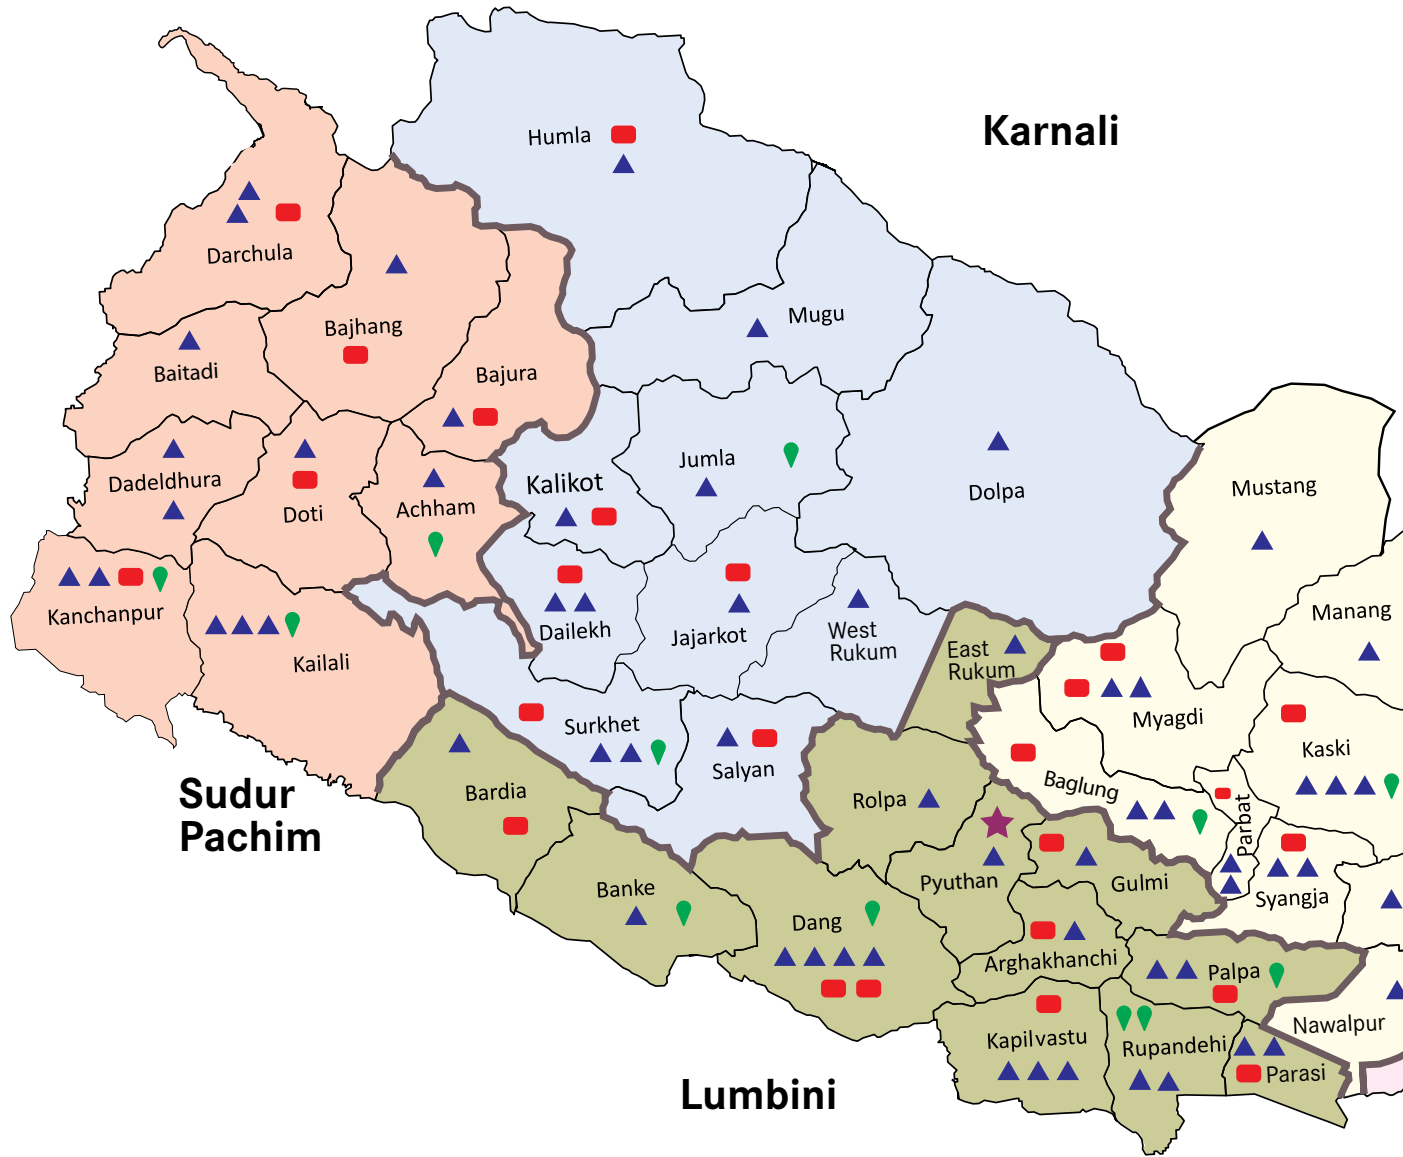 Karnali
Humla
Darchula
Mugu
Bajhang
Baitadi
Bajura
Jumla
Dadeldhura
Kalikot
Mustang
Dolpa
Achham
Doti
Kanchanpur
Manang
Dailekh
Jajarkot
West
Rukum
East
Rukum
Kailali
Myagdi
Surkhet
Kaski
Salyan
Baglung
Bardia
Rolpa
Parbat
Sudur
Pachim
Pyuthan
Gulmi
Banke
Syangja
Dang
Arghakhanchi
Palpa
Nawalpur
Kapilvastu
Rupandehi
Parasi
Lumbini